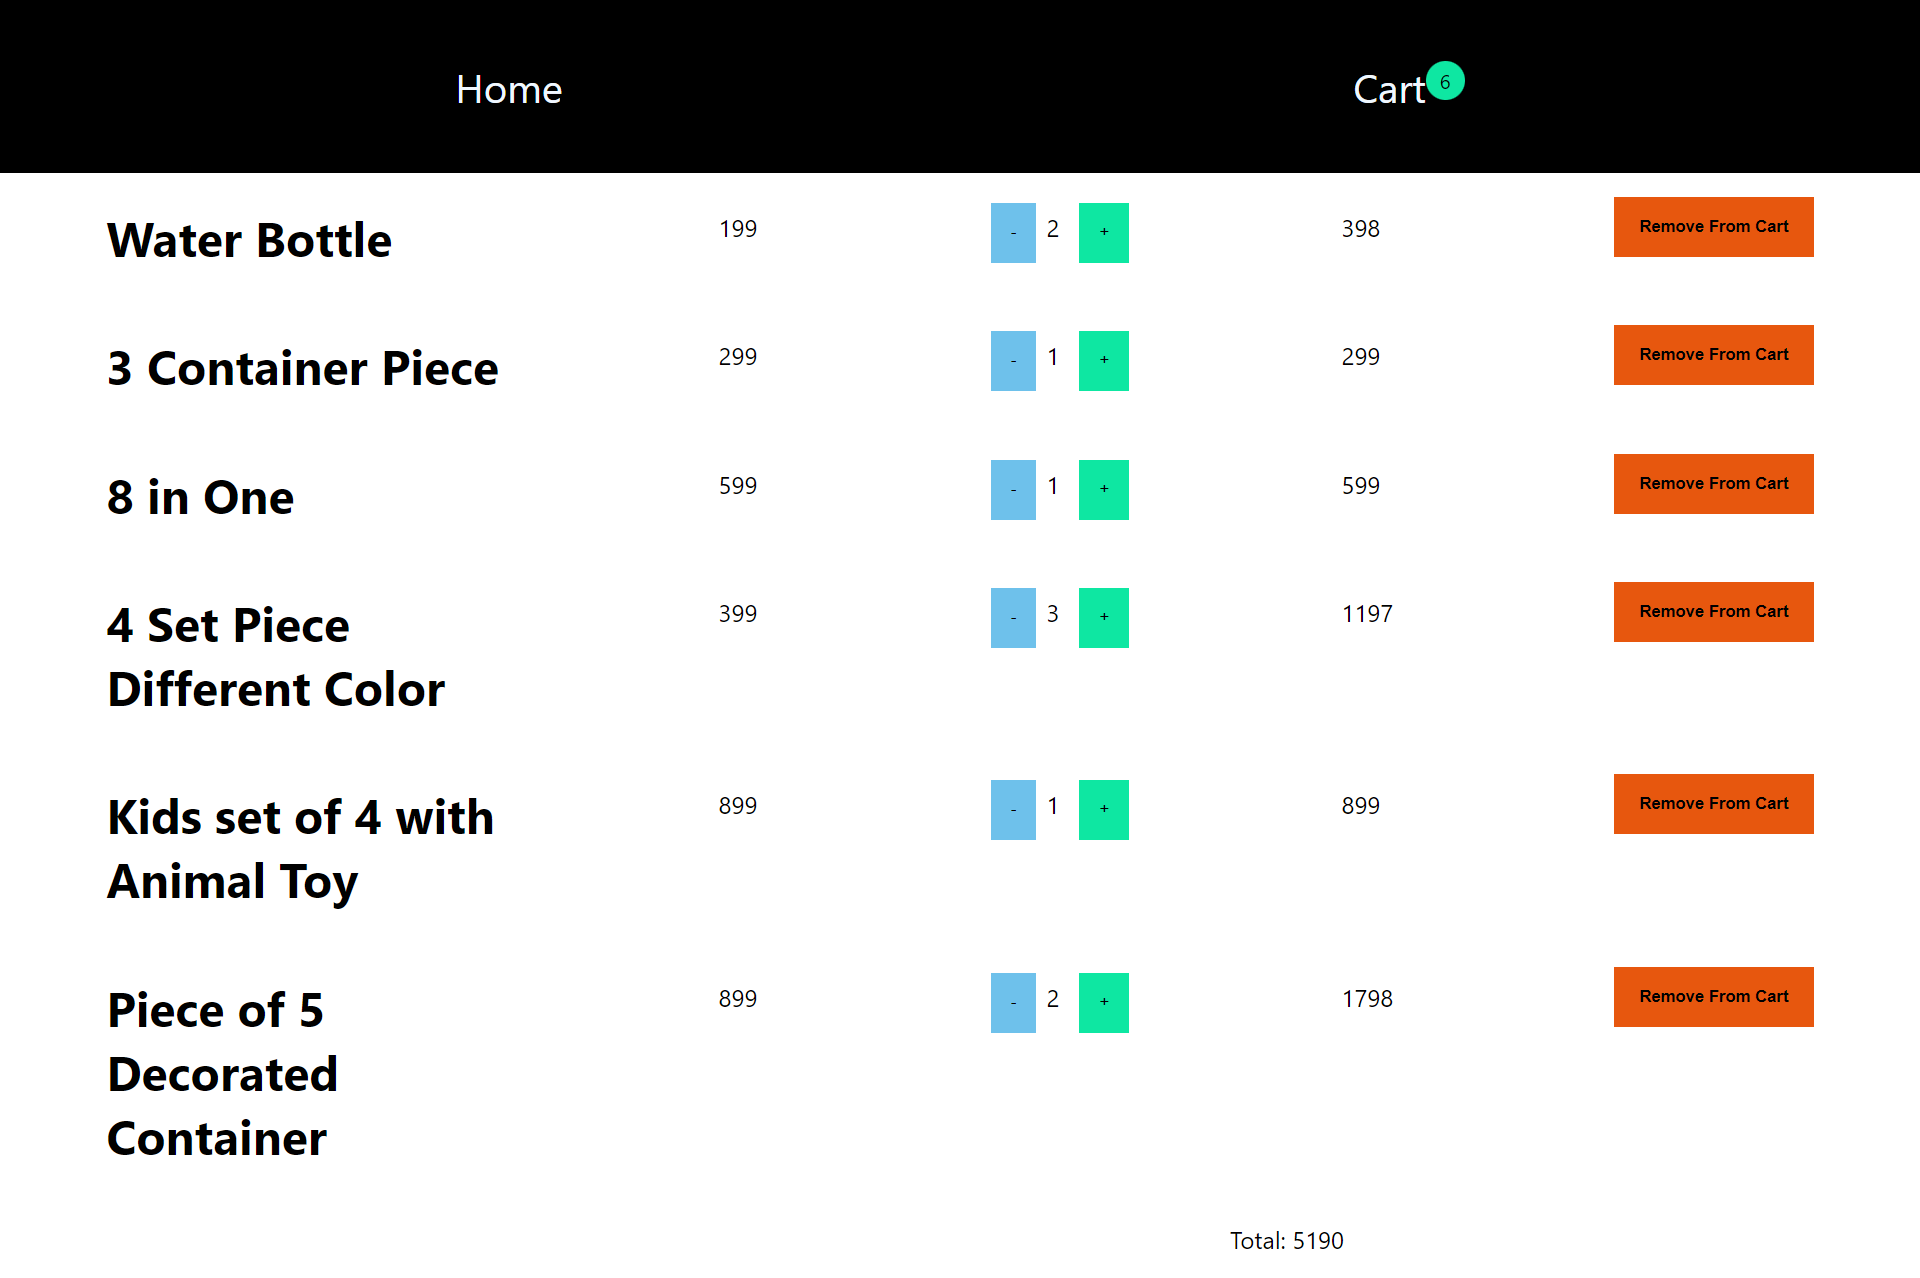 Home
Cart 6
Water Bottle 199 - 2 + 398 Remove From Cart
3 Container Piece 299 - 1 + 299 Remove From Cart
8 in One 599 - 1 + 599 Remove From Cart
4 Set Piece 399 - 3 + 1197 Remove From Cart
Different Color
Kids set of 4 with 899 - 1 + 899 Remove From Cart
Animal Toy
Piece of 5 899 - 2 + 1798 Remove From Cart
Decorated
Container
Total: 5190